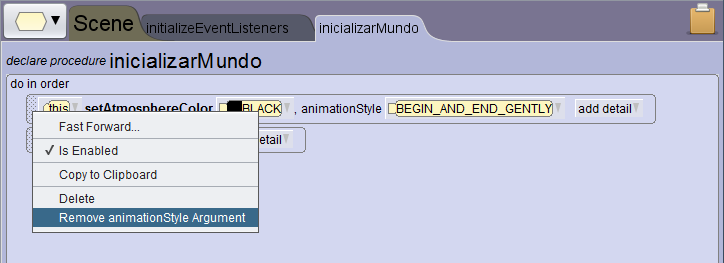 Scene initializeEventListeners inicializarMundo
declare procedure inicializarMundo
do in order
this setAtmosphereColor BLACK , animationStyle BEGIN_AND_END_GENTLY add detail
Fast Forward...
detail
✓ Is Enabled
Copy to Clipboard
Delete
Remove animationStyle Argument